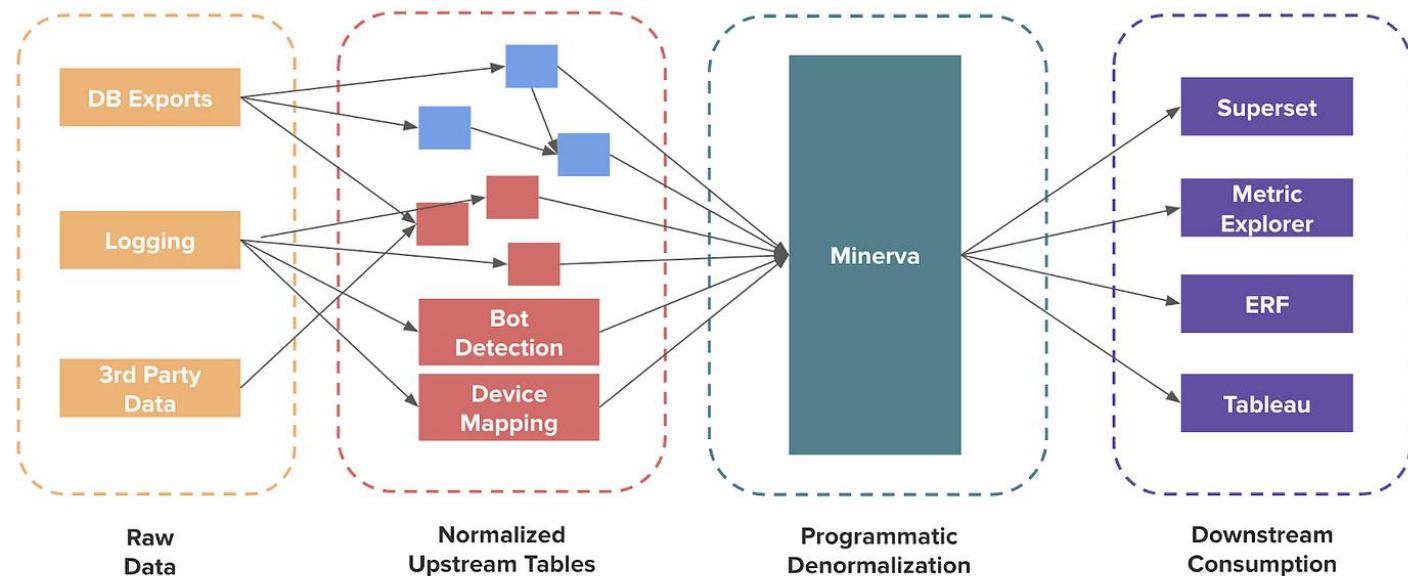 DB Exports
Logging
3rd Party
Data
Bot
Detection
Device
Mapping
Minerva
Superset
Metric
Explorer
ERF
Tableau
Raw
Data
Normalized
Upstream Tables
Programmatic
Denormalization
Downstream
Consumption